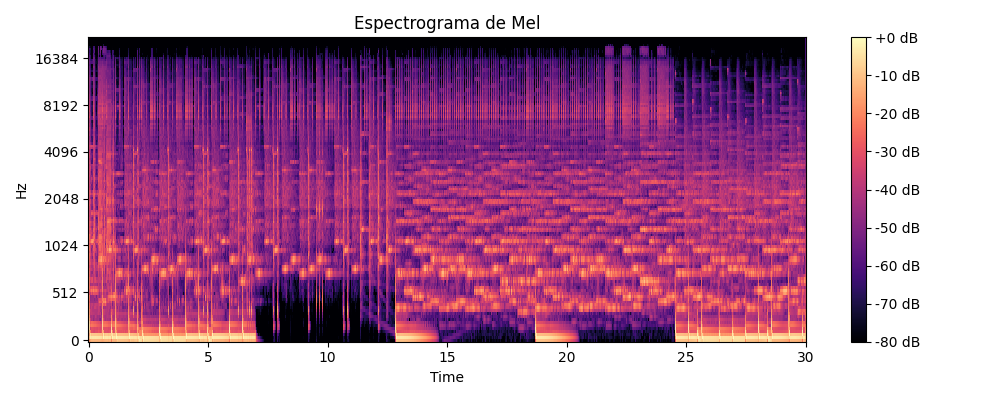 Espectrograma de Mel
Hz
16384
8192
4096
2048
1024
512
0
0 5 10 15 20 25 30
Time
+0 dB
-10 dB
-20 dB
-30 dB
-40 dB
-50 dB
-60 dB
-70 dB
-80 dB